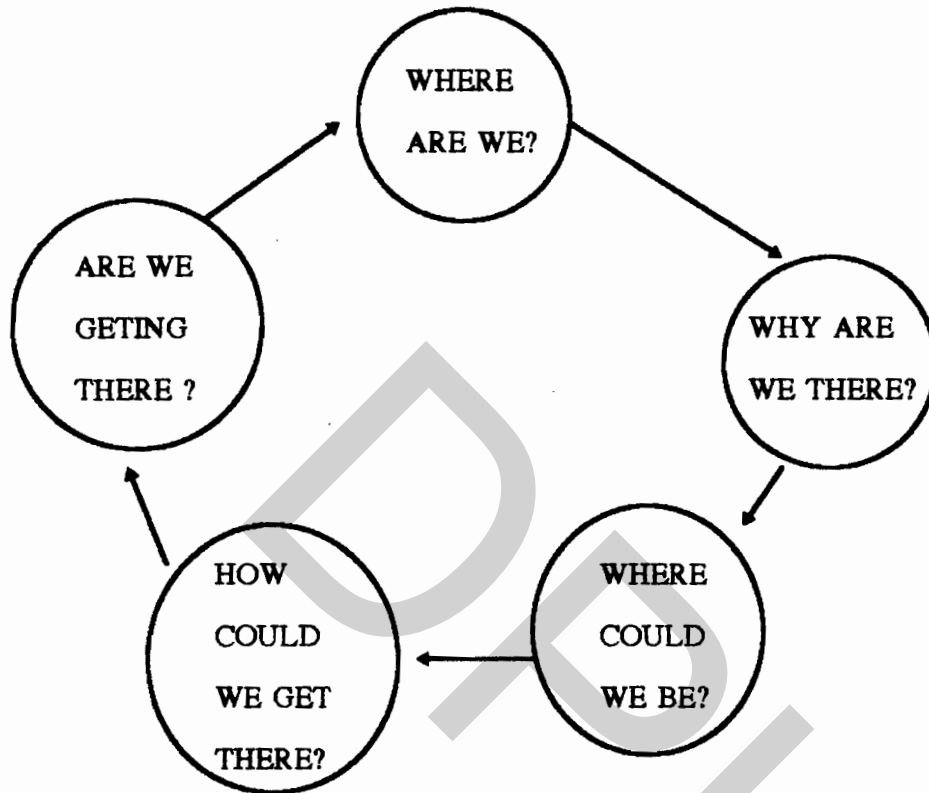 WHERE
ARE WE?
WHY ARE
WE THERE?
WHERE
COULD
WE BE?
HOW
COULD
WE GET
THERE?
ARE WE
GETING
THERE ?
DPI